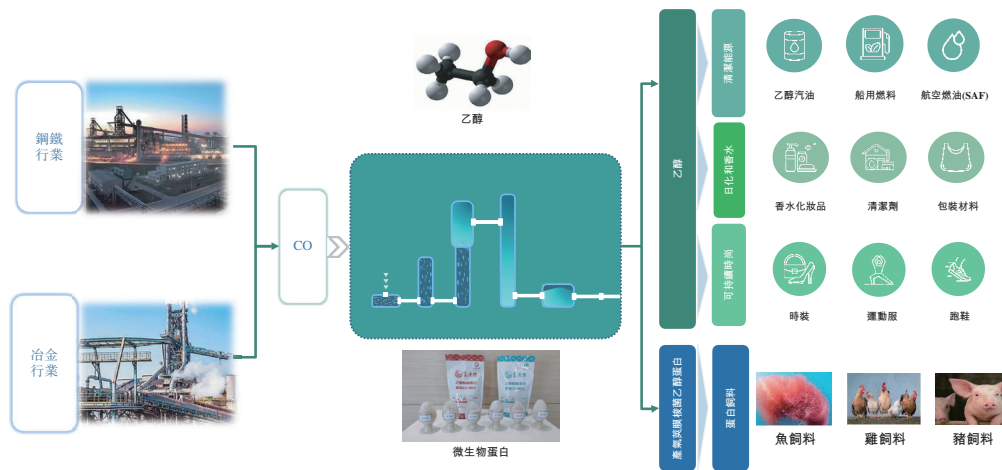 鋼鐵
行業
冶金
行業
CO
乙醇
微生物蛋白
乙醇
清潔能源
日化和香水
可持續時尚
產氣莢膜梭菌乙醇蛋白
蛋白飼料
乙醇汽油
船用燃料
航空燃油(SAF)
香水化妝品
清潔劑
包裝材料
時裝
運動服
跑鞋
魚飼料
雞飼料
豬飼料